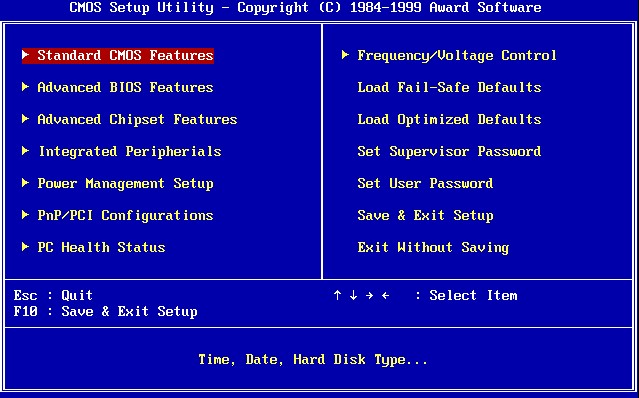 CMOS Setup Utility - Copyright (C) 1984-1999 Award Software
▶ Standard CMOS Features
▶ Advanced BIOS Features
▶ Advanced Chipset Features
▶ Integrated Peripherials
▶ Power Management Setup
▶ PnP/PCI Configurations
▶ PC Health Status
▶ Frequency/Voltage Control
Load Fail-Safe Defaults
Load Optimized Defaults
Set Supervisor Password
Set User Password
Save & Exit Setup
Exit Without Saving
Esc : Quit
F10 : Save & Exit Setup
↑ ↓ → ← : Select Item
Time, Date, Hard Disk Type...